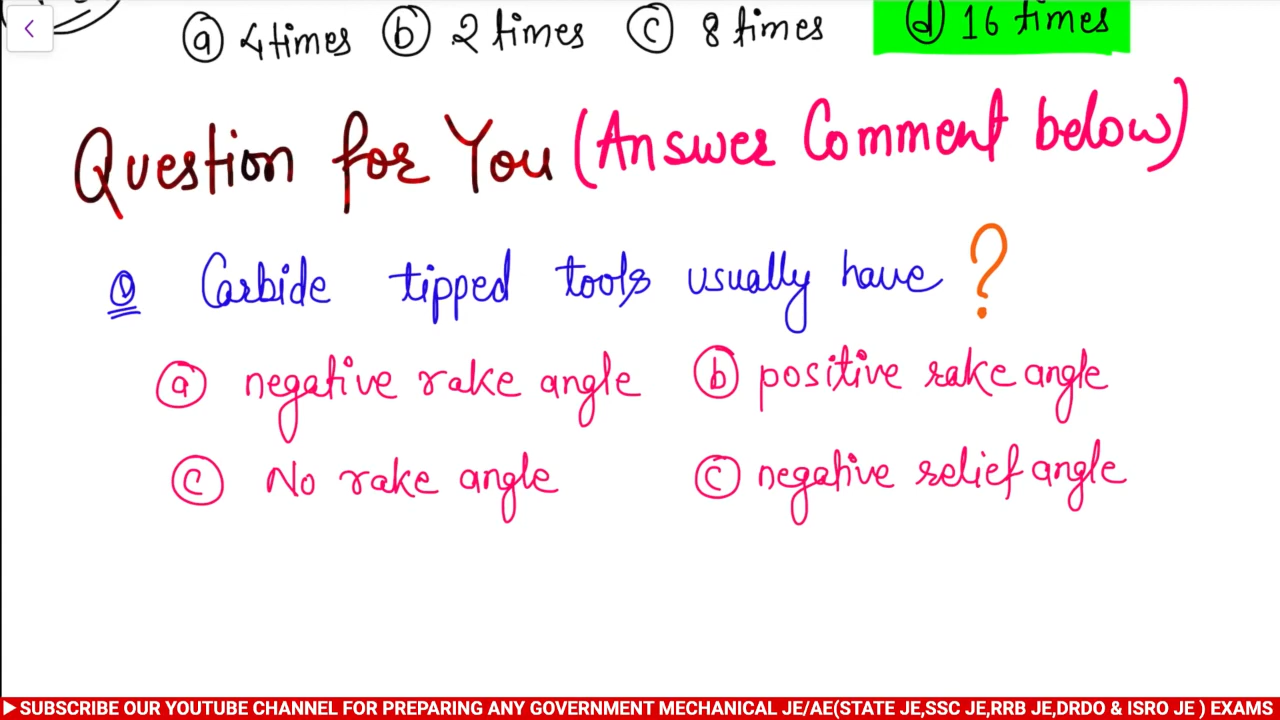 ⓐ 4 times ⓑ 2 times ⓒ 8 times ⓓ 16 times
Question for You (Answer Comment below)
Q Carbide tipped tools usually have ?
ⓐ negative rake angle ⓑ positive rake angle
ⓒ No rake angle ⓒ negative relief angle
▶ SUBSCRIBE OUR YOUTUBE CHANNEL FOR PREPARING ANY GOVERNMENT MECHANICAL JE/AE(STATE JE,SSC JE,RRB JE,DRDO & ISRO JE ) EXAMS